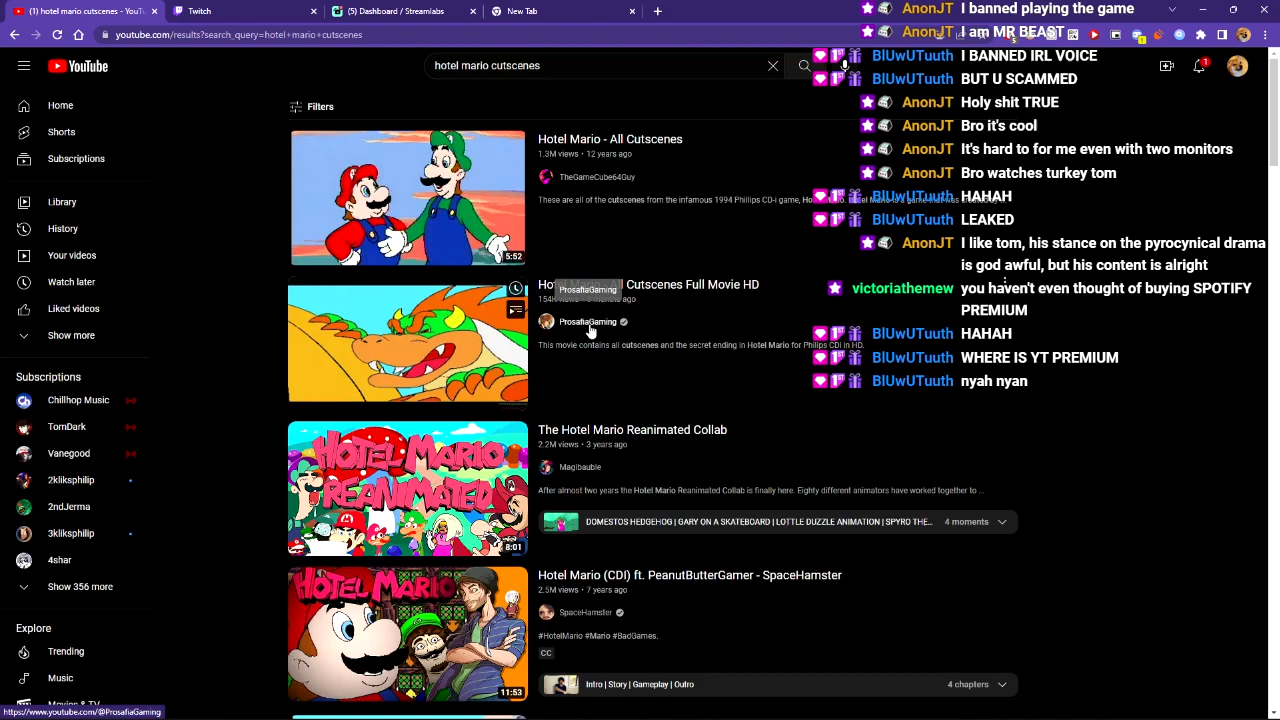 (1) hotel mario cutscenes - YouT
Twitch
(5) Dashboard / Streamlabs
New Tab
youtube.com/results?search_query=hotel+mario+cutscenes
YouTube
hotel mario cutscenes
1
Home
Shorts
Subscriptions
Library
History
Your videos
Watch later
Liked videos
Show more
Subscriptions
Chillhop Music
TomDark
Vanegood
2kliksphilip
2ndJerma
3kliksphilip
4shar
Show 356 more
Explore
Trending
Music
Movies & TV
https://www.youtube.com/@ProsafiaGaming
Filters
5:52
Hotel Mario - All Cutscenes
1.3M views • 12 years ago
TheGameCube64Guy
These are all of the cutscenes from the infamous 1994 Phillips CD-i game,
Hotel Mario - All Cutscenes Full Movie HD
ProsafiaGaming
ProsafiaGaming
This movie contains all cutscenes and the secret ending in Hotel Mario for Philips CDi in HD.
HOTEL MARIO
REANIMATED
8:01
The Hotel Mario Reanimated Collab
2.2M views • 3 years ago
Magibauble
After almost two years the Hotel Mario Reanimated Collab is finally here. Eighty different animators have worked together to ...
DOMESTOS HEDGEHOG | GARY ON A SKATEBOARD | LOTTLE DUZZLE ANIMATION | SPYRO THE...
4 moments
HOTEL MARIO
11:53
Hotel Mario (CDI) ft. PeanutButterGamer - SpaceHamster
2.5M views • 7 years ago
SpaceHamster
#HotelMario #Mario #BadGames.
CC
Intro | Story | Gameplay | Outro
4 chapters
AnonJT I banned playing the game
AnonJT I am MR BEAST
BlUwUTuuth I BANNED IRL VOICE
BlUwUTuuth BUT U SCAMMED
AnonJT Holy shit TRUE
AnonJT Bro it's cool
AnonJT It's hard to for me even with two monitors
AnonJT Bro watches turkey tom
BlUwUTuuth HAHAH
BlUwUTuuth LEAKED
AnonJT I like tom, his stance on the pyrocynical drama
is god awful, but his content is alright
victoriathemew you haven't even thought of buying SPOTIFY
PREMIUM
BlUwUTuuth HAHAH
BlUwUTuuth WHERE IS YT PREMIUM
BlUwUTuuth nyah nyan